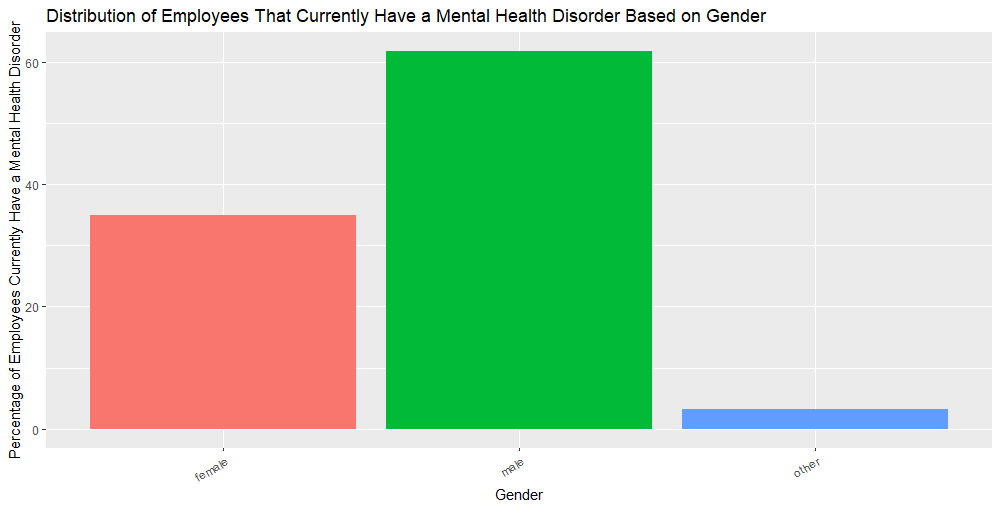 Distribution of Employees That Currently Have a Mental Health Disorder Based on Gender
Percentage of Employees Currently Have a Mental Health Disorder
60
40
20
0
female
male
other
Gender